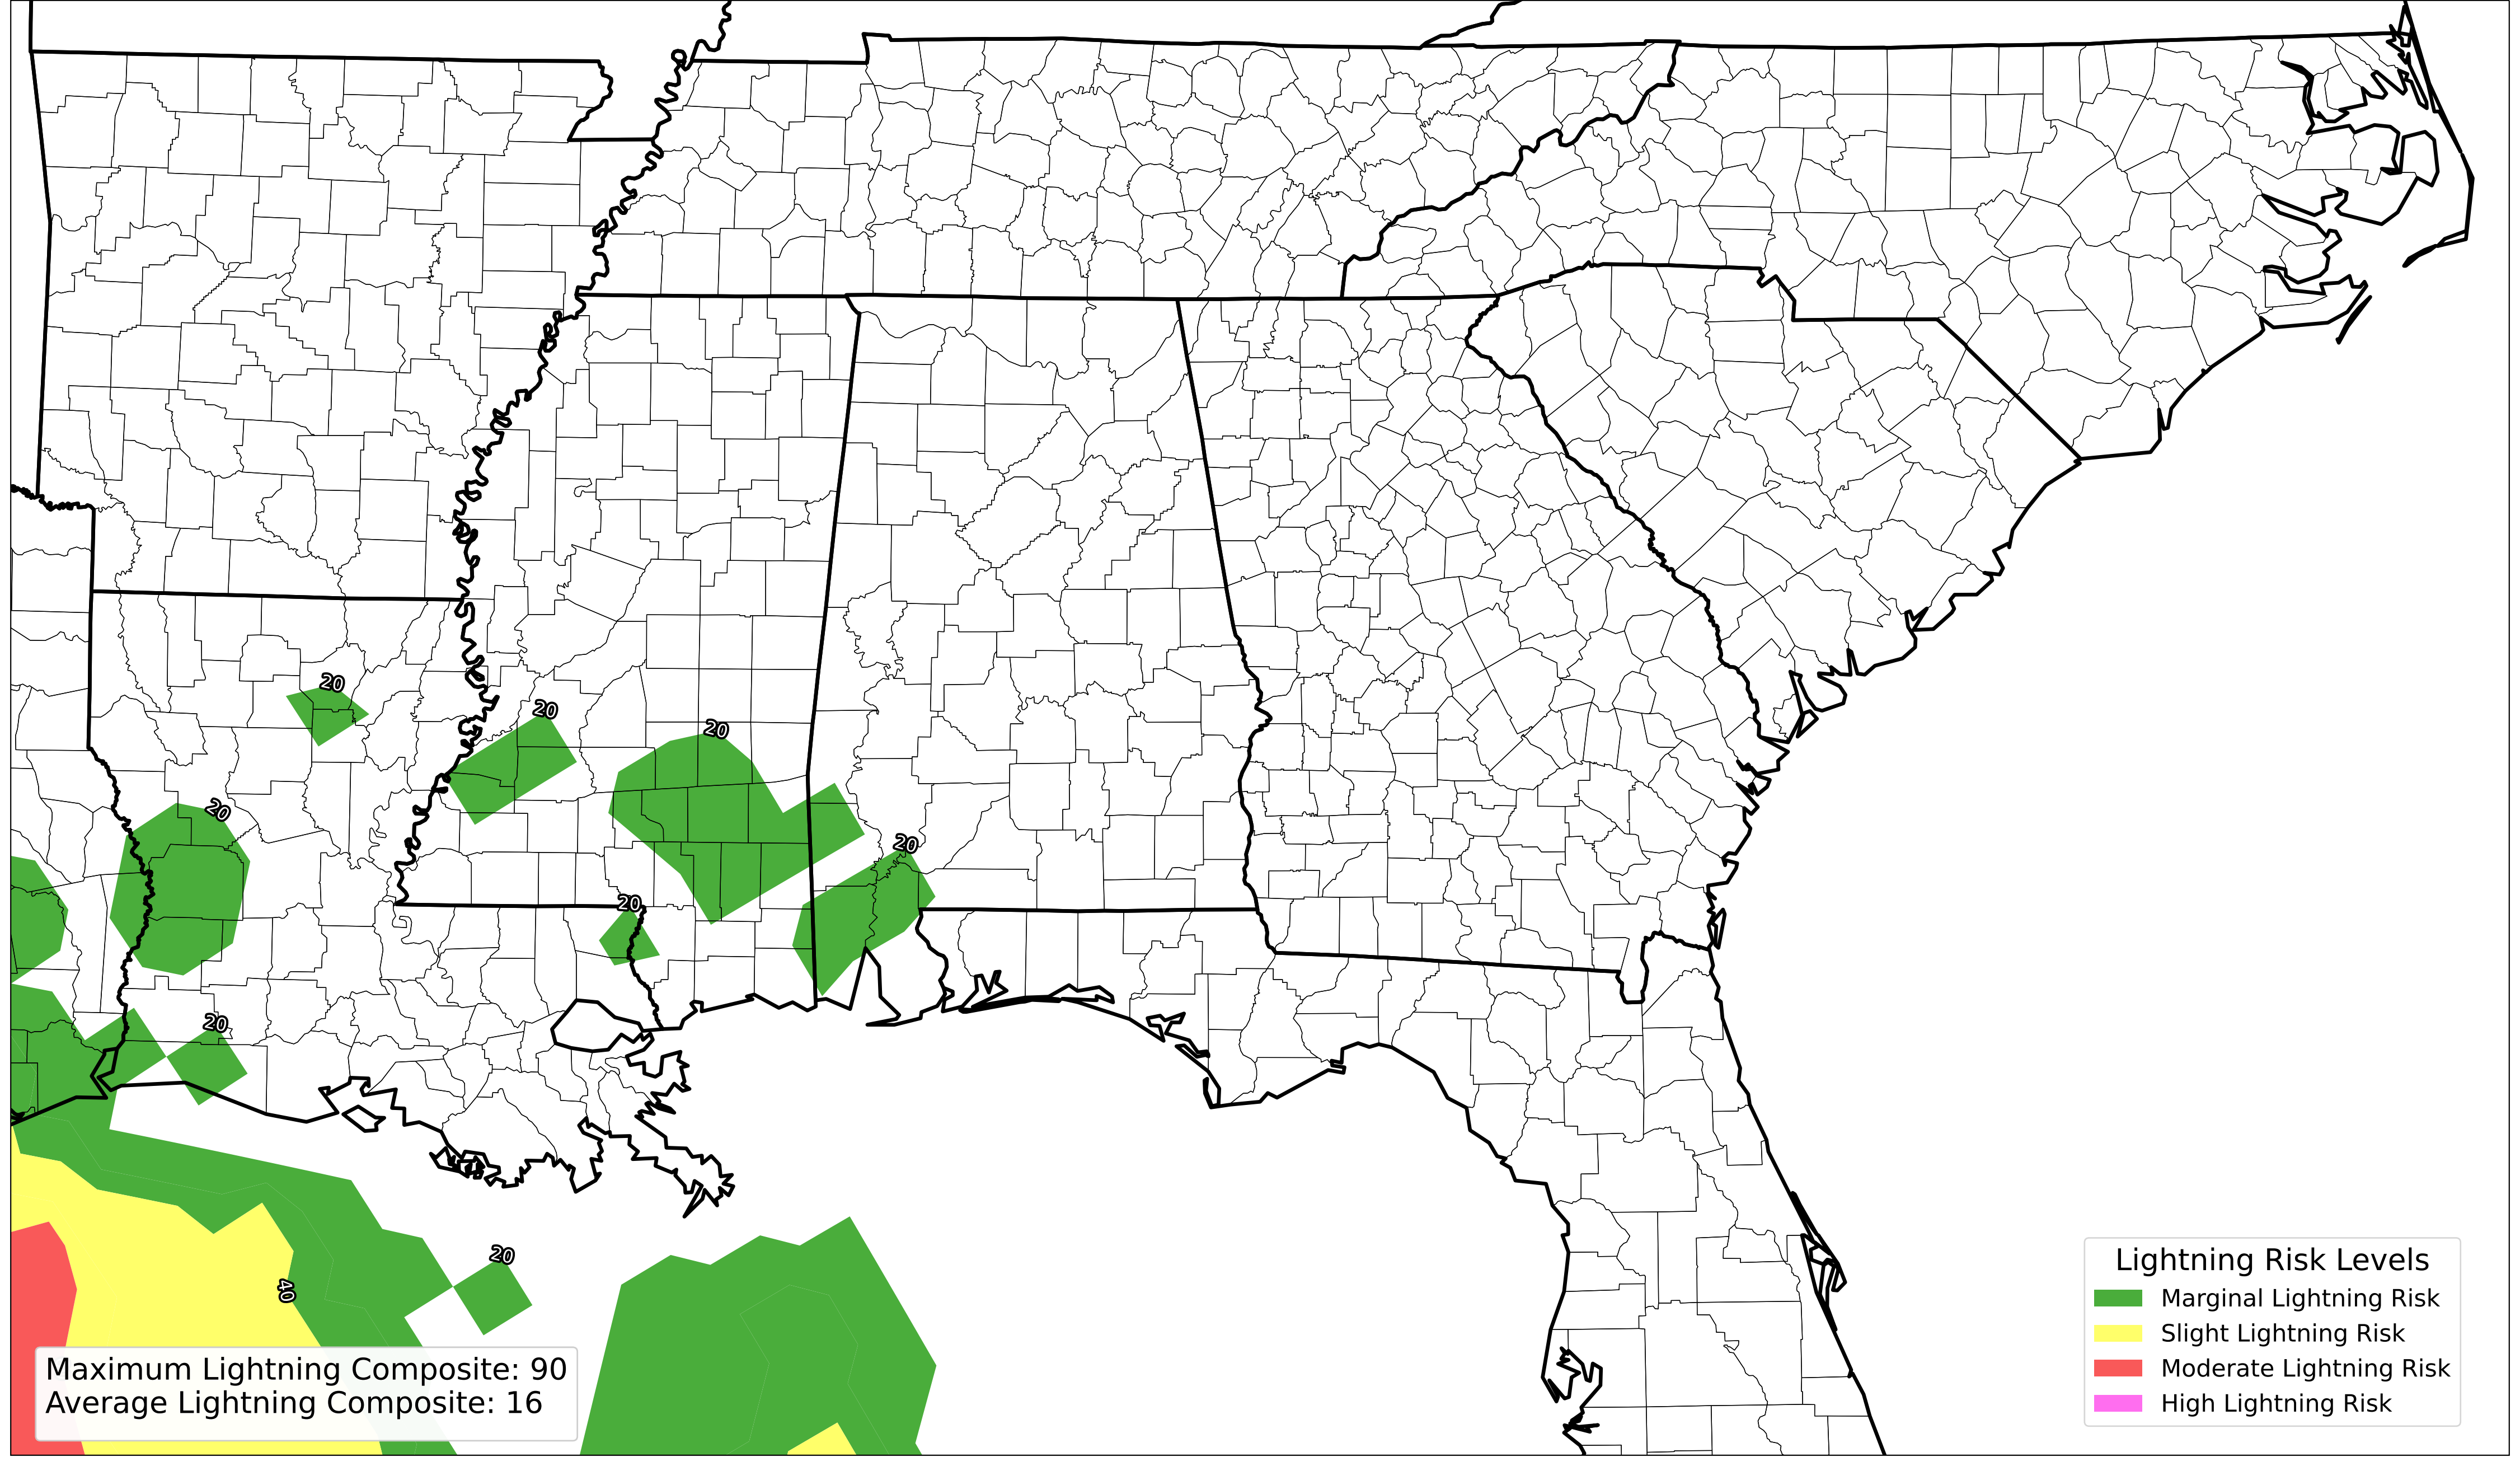 20
20
20
20
20
20
20
20
40
Maximum Lightning Composite: 90
Average Lightning Composite: 16
Lightning Risk Levels
Marginal Lightning Risk
Slight Lightning Risk
Moderate Lightning Risk
High Lightning Risk